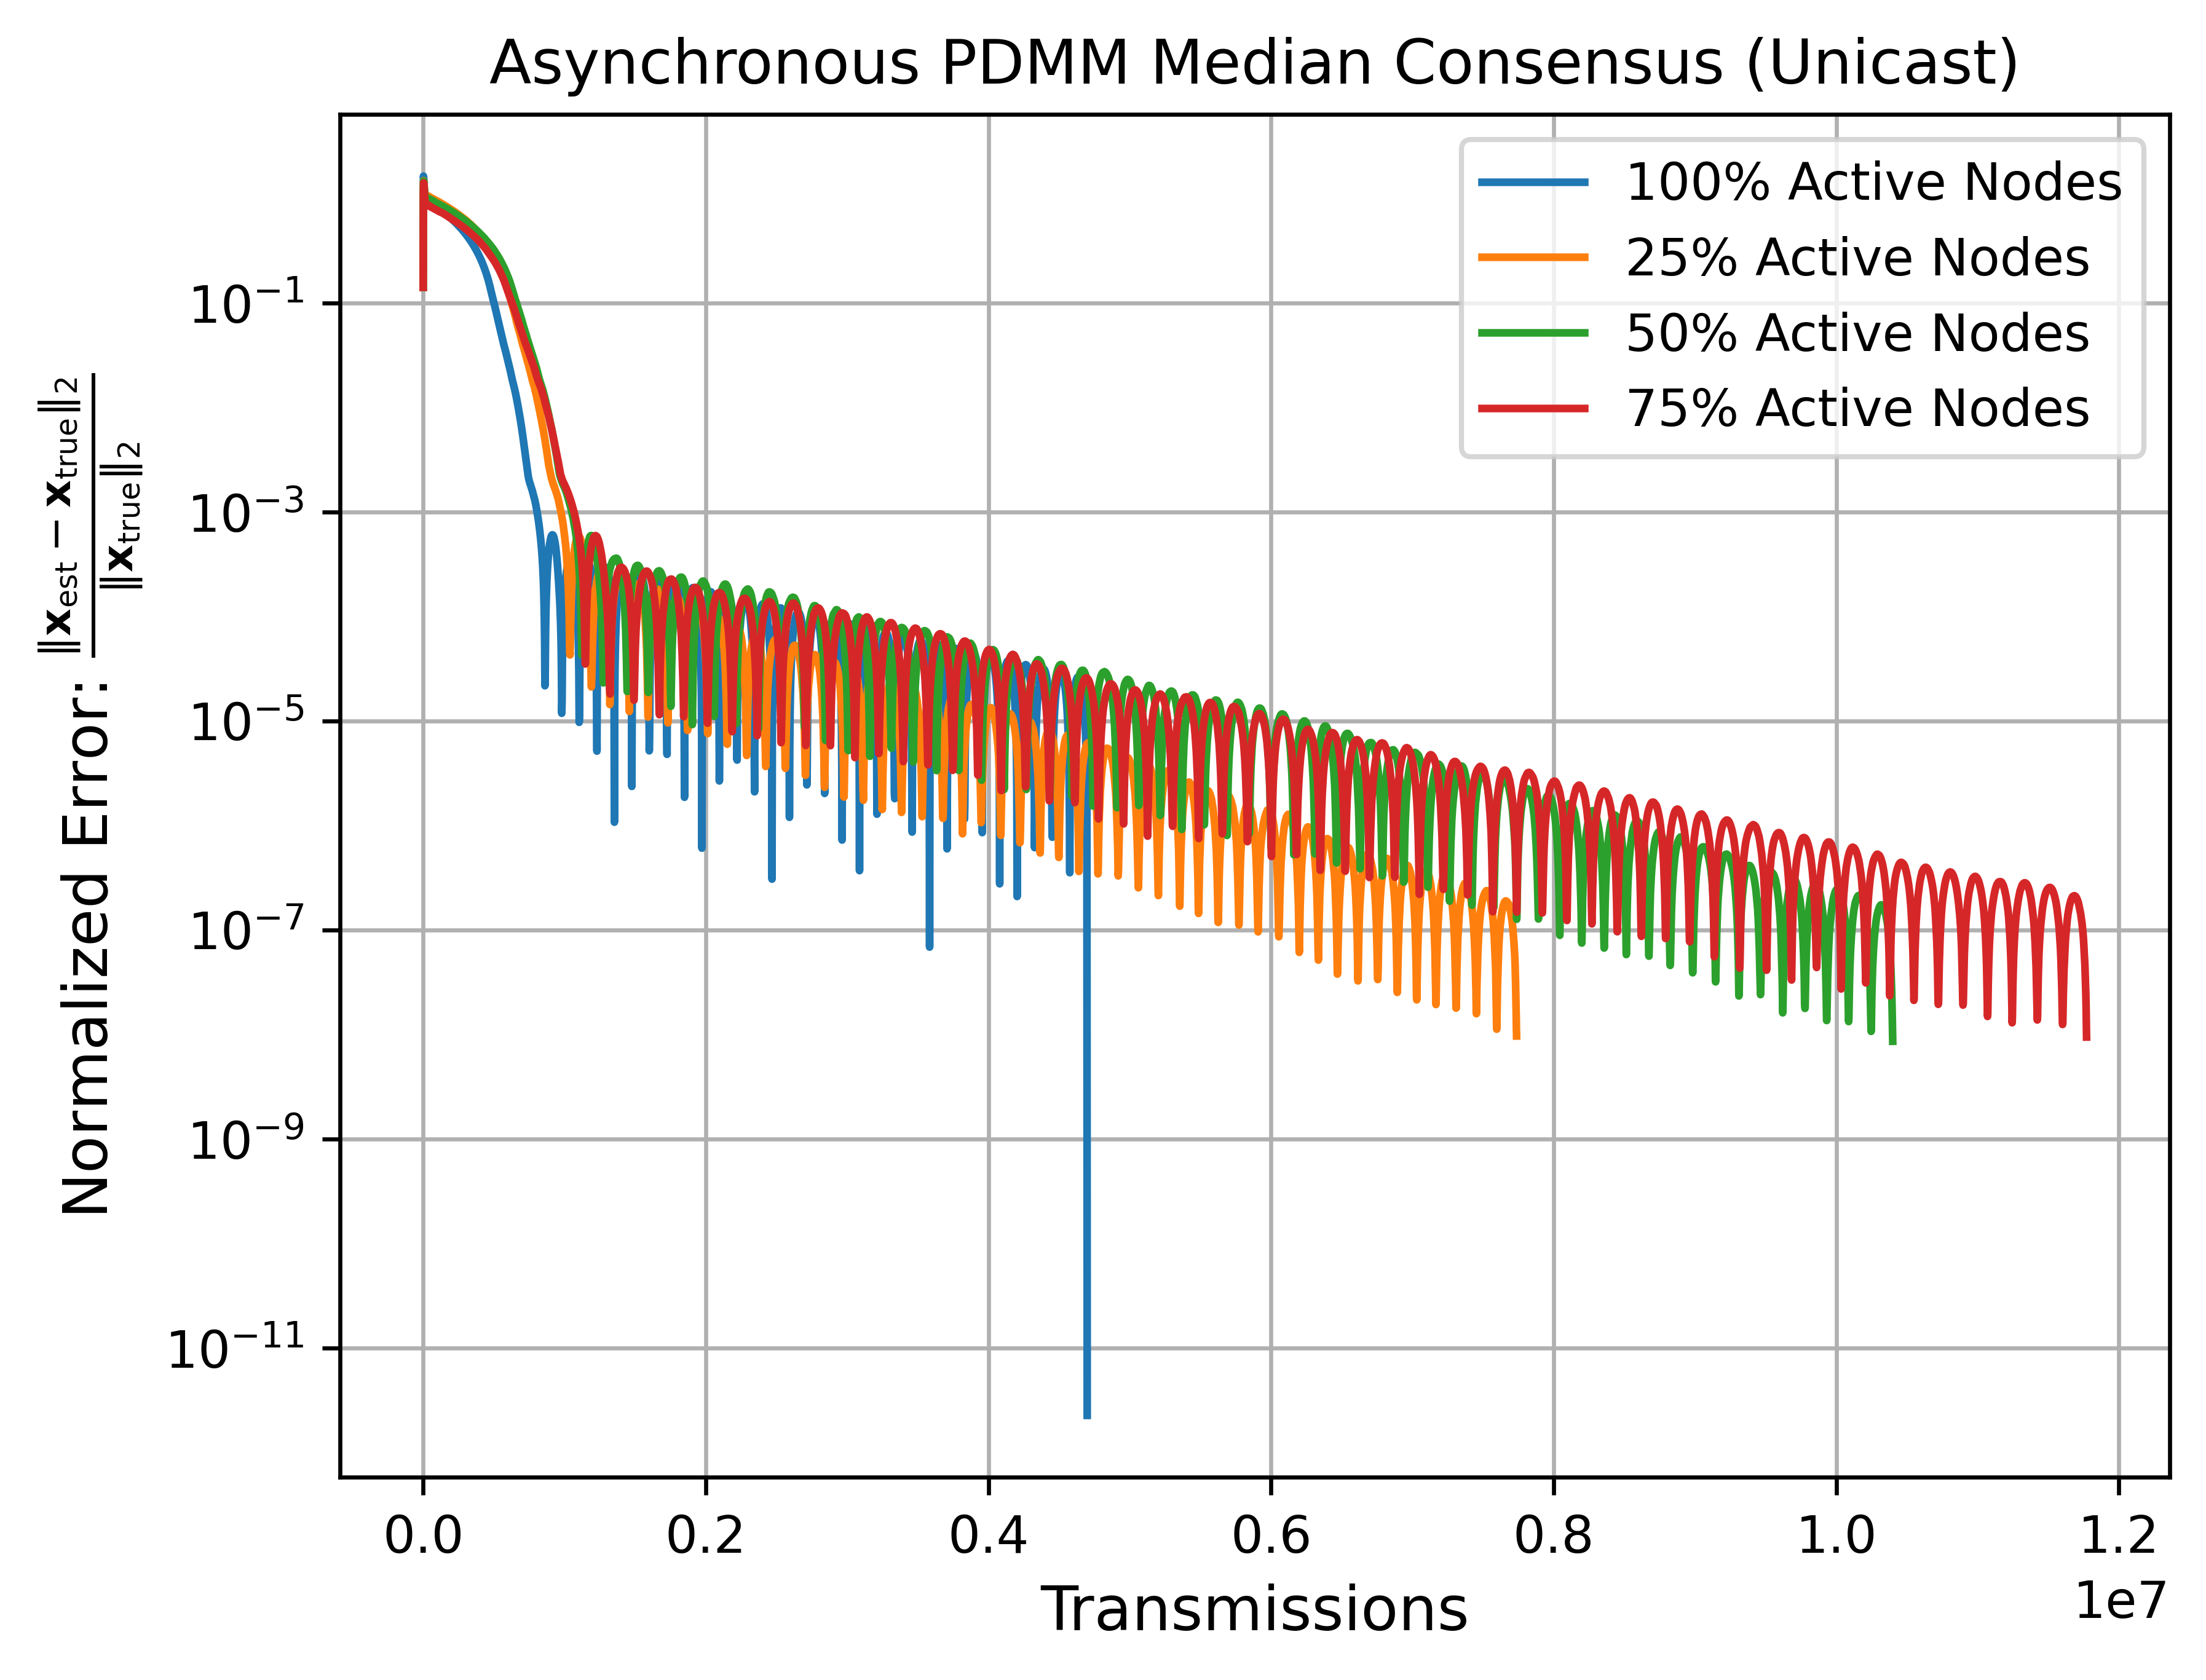 Asynchronous PDMM Median Consensus (Unicast)
100% Active Nodes
25% Active Nodes
50% Active Nodes
75% Active Nodes
Normalized Error: ‖x_est − x_true‖₂ / ‖x_true‖₂
10⁻¹
10⁻³
10⁻⁵
10⁻⁷
10⁻⁹
10⁻¹¹
0.0 0.2 0.4 0.6 0.8 1.0 1.2
1e7
Transmissions